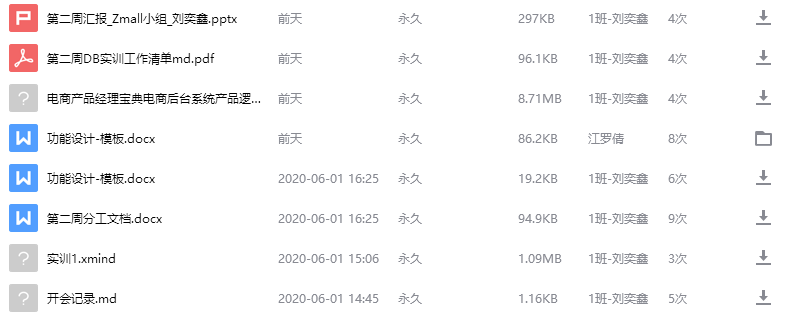 第二周汇报_Zmall小组_刘奕鑫.pptx 前天 永久 297KB 1班-刘奕鑫 4次
第二周DB实训工作清单md.pdf 前天 永久 96.1KB 1班-刘奕鑫 4次
电商产品经理宝典电商后台系统产品逻... 前天 永久 8.71MB 1班-刘奕鑫 4次
功能设计-模板.docx 前天 永久 86.2KB 江罗倩 8次
功能设计-模板.docx 2020-06-01 16:25 永久 19.2KB 1班-刘奕鑫 6次
第二周分工文档.docx 2020-06-01 16:25 永久 94.9KB 1班-刘奕鑫 9次
实训1.xmind 2020-06-01 15:06 永久 1.09MB 1班-刘奕鑫 3次
开会记录.md 2020-06-01 14:45 永久 1.16KB 1班-刘奕鑫 5次